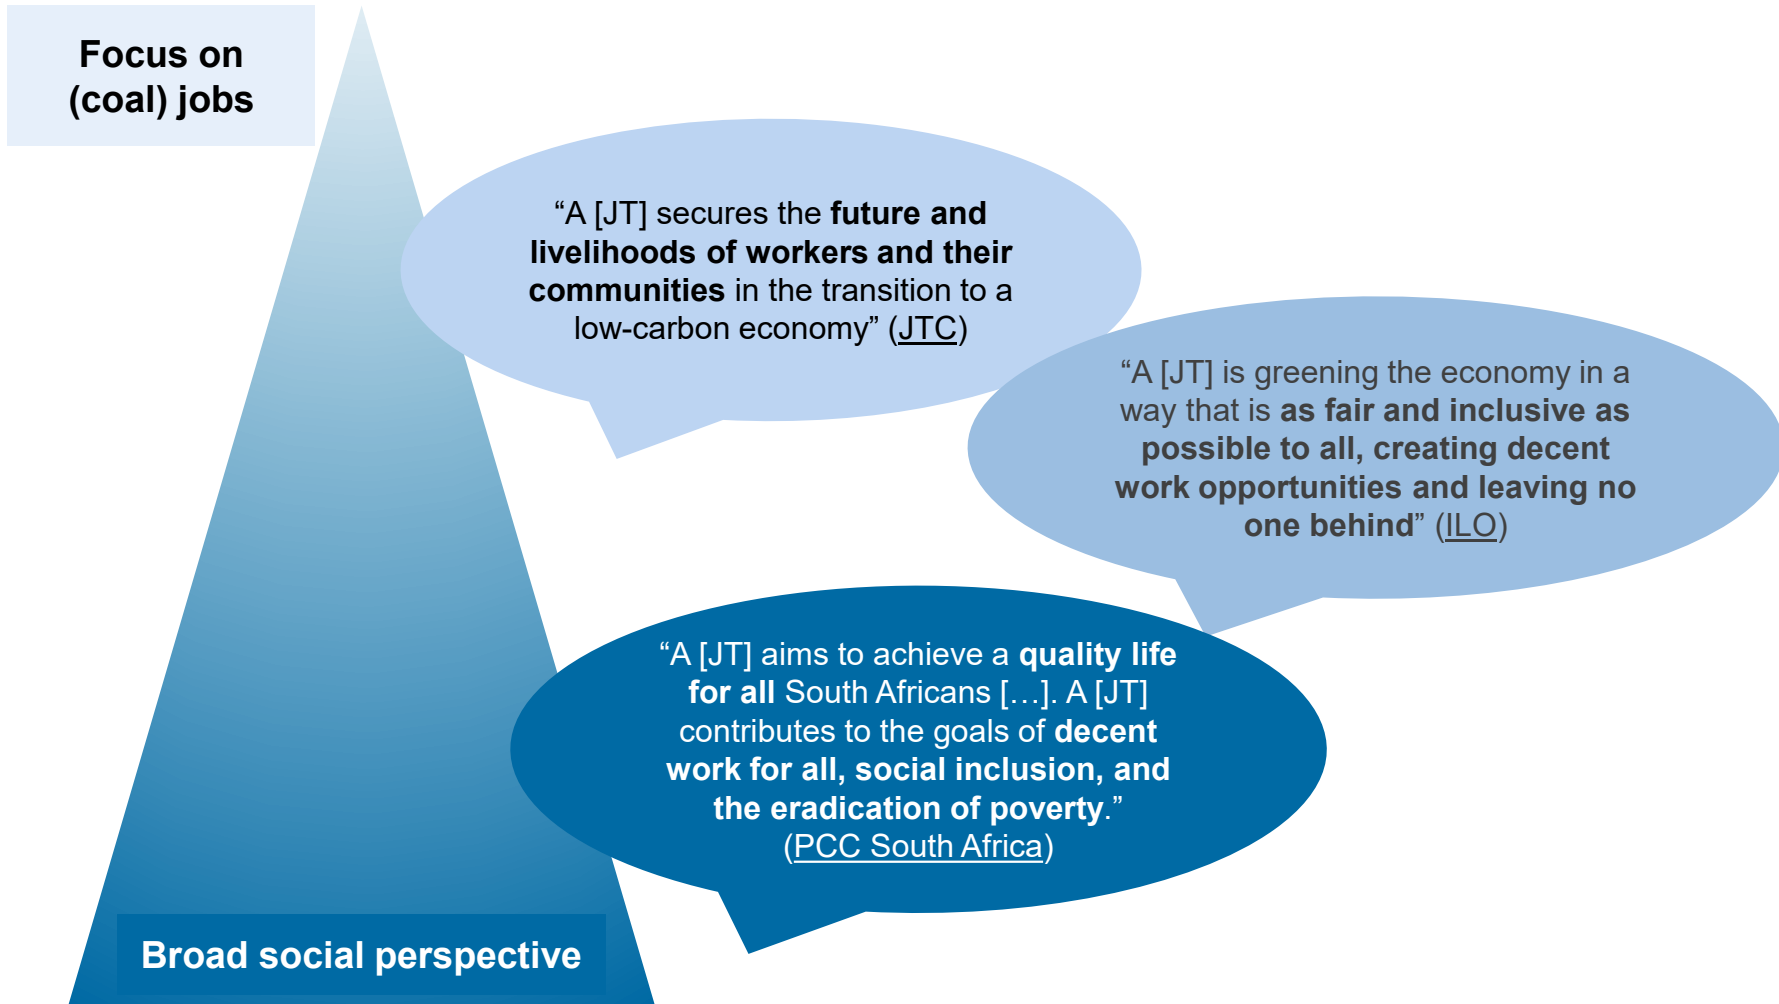 Focus on
(coal) jobs
“A [JT] secures the future and
livelihoods of workers and their
communities in the transition to a
low-carbon economy” (JTC)
“A [JT] is greening the economy in a
way that is as fair and inclusive as
possible to all, creating decent
work opportunities and leaving no
one behind” (ILO)
“A [JT] aims to achieve a quality life
for all South Africans […]. A [JT]
contributes to the goals of decent
work for all, social inclusion, and
the eradication of poverty.”
(PCC South Africa)
Broad social perspective